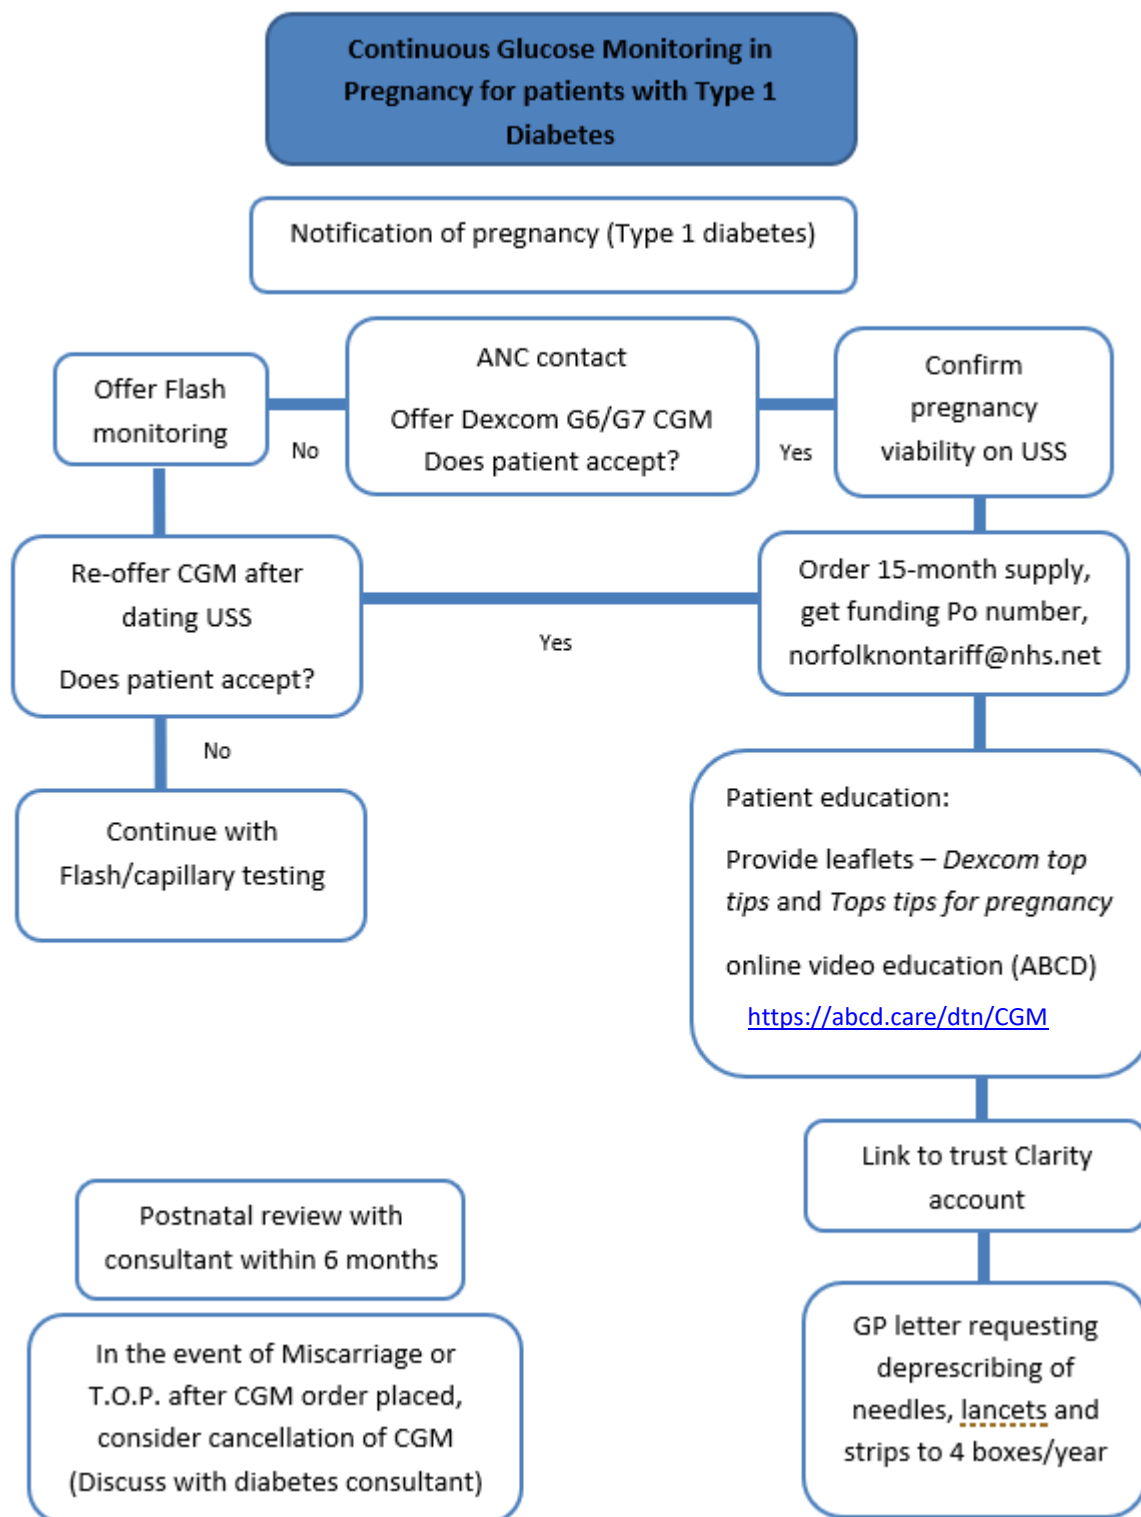 Continuous Glucose Monitoring in
Pregnancy for patients with Type 1
Diabetes
Notification of pregnancy (Type 1 diabetes)
ANC contact
Offer Dexcom G6/G7 CGM
Does patient accept?
No
Yes
Offer Flash
monitoring
Confirm
pregnancy
viability on USS
Re-offer CGM after
dating USS
Does patient accept?
Yes
No
Order 15-month supply,
get funding Po number,
norfolknontariff@nhs.net
Continue with
Flash/capillary testing
Patient education:
Provide leaflets – Dexcom top
tips and Tops tips for pregnancy
online video education (ABCD)
https://abcd.care/dtn/CGM
Link to trust Clarity
account
GP letter requesting
deprescribing of
needles, lancets and
strips to 4 boxes/year
Postnatal review with
consultant within 6 months
In the event of Miscarriage or
T.O.P. after CGM order placed,
consider cancellation of CGM
(Discuss with diabetes consultant)